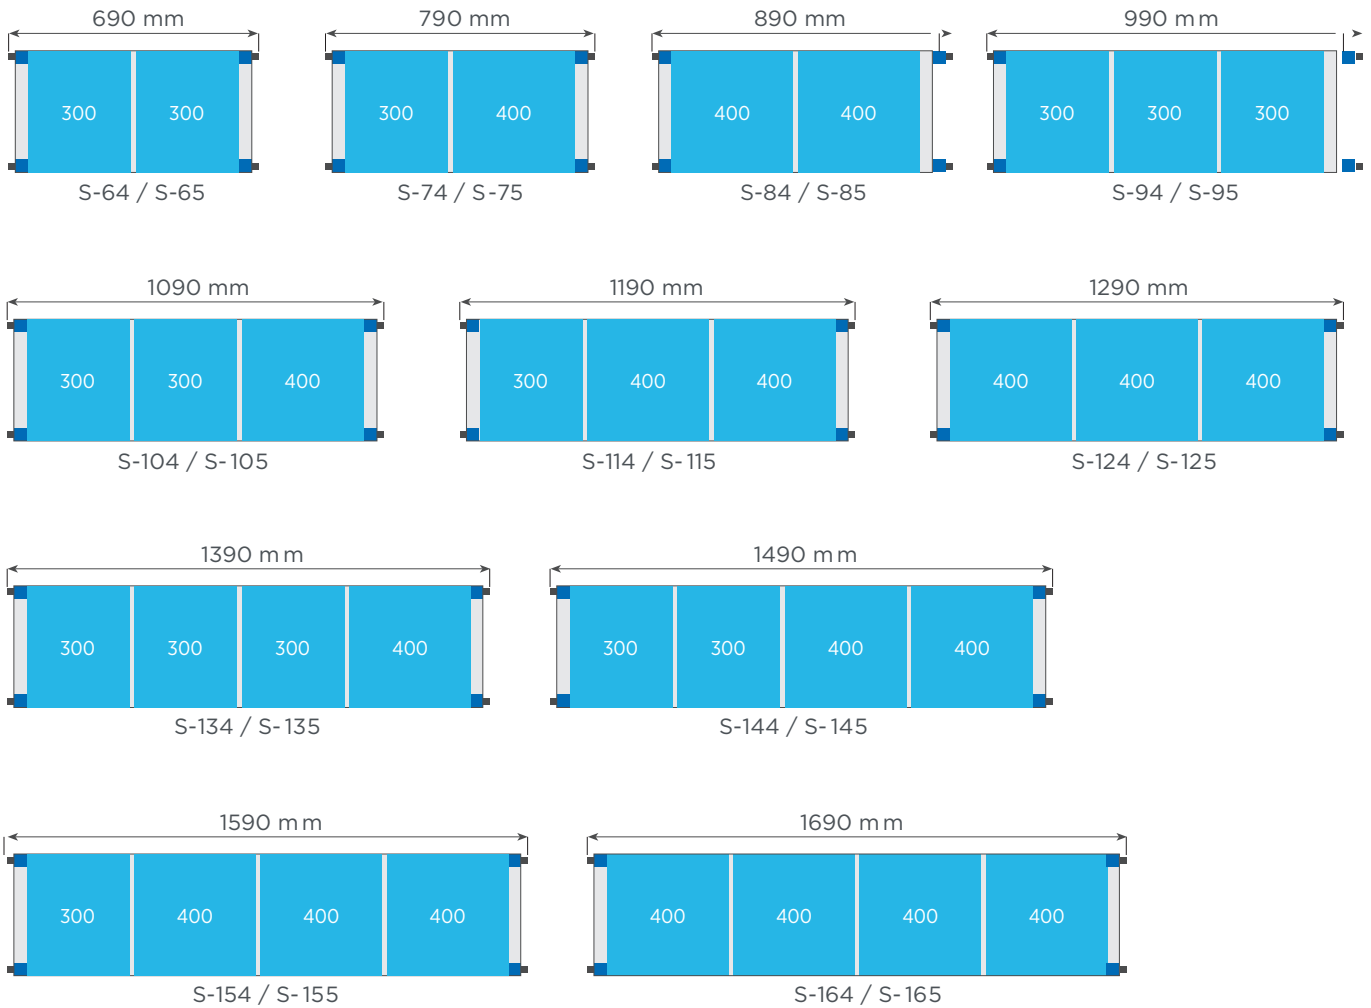 690 mm
790 mm
890 mm
990 mm
300 300
300 400
400 400
300 300 300
S-64 / S-65
S-74 / S-75
S-84 / S-85
S-94 / S-95
1090 mm
1190 mm
1290 mm
300 300 400
300 400 400
400 400 400
S-104 / S-105
S-114 / S-115
S-124 / S-125
1390 mm
1490 mm
300 300 300 400
300 300 400 400
S-134 / S-135
S-144 / S-145
1590 mm
1690 mm
300 400 400 400
400 400 400 400
S-154 / S-155
S-164 / S-165